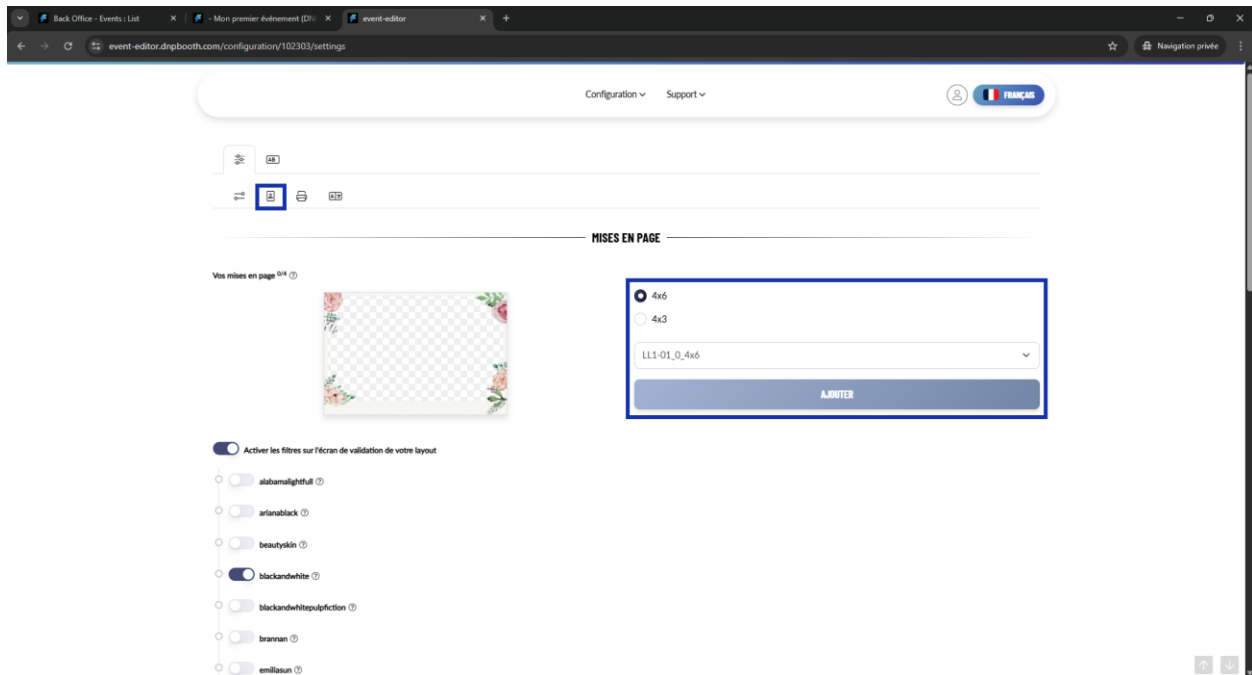 Back Office - Events : List
- Mon premier événement (DN
event-editor
event-editor.dnpbooth.com/configuration/102303/settings
Navigation privée
Configuration
Support
FRANÇAIS
AB
MISES EN PAGE
Vos mises en page 0/4
4x6
4x3
LL1-01_0_4x6
AJOUTER
Activer les filtres sur l'écran de validation de votre layout
alabamalightfull
arianablack
beautyskin
blackandwhite
blackandwhitepulpfiction
brannan
emiliasun